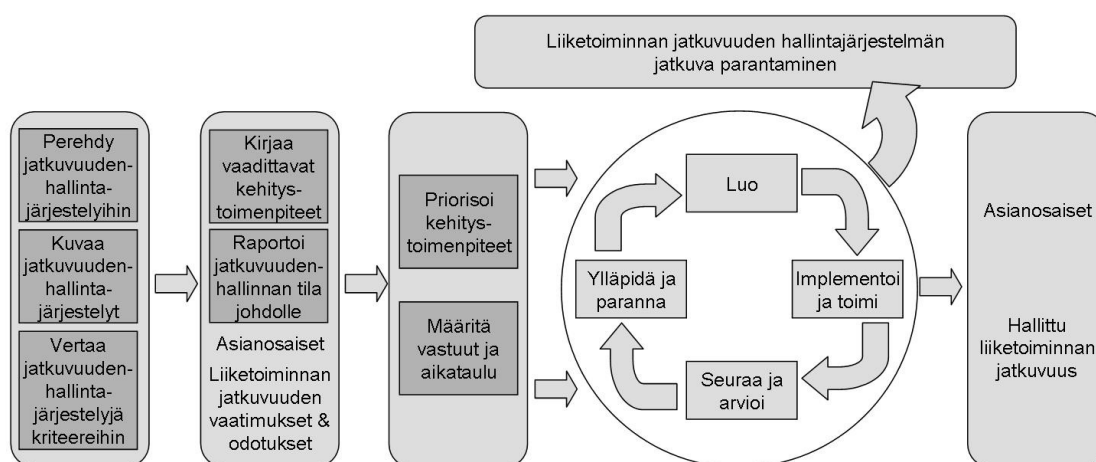 Liiketoiminnan jatkuvuuden hallintajärjestelmän
jatkuva parantaminen
Perehdy
jatkuvuuden-
hallinta-
järjestelyihin
Kuvaa
jatkuvuuden-
hallinta-
järjestelyt
Vertaa
jatkuvuuden-
hallinta-
järjestelyjä
kriteereihin
Kirjaa
vaadittavat
kehitys-
toimenpiteet
Raportoi
jatkuvuuden-
hallinnan tila
johdolle
Asianosaiset
Liiketoiminnan
jatkuvuuden
vaatimukset &
odotukset
Priorisoi
kehitys-
toimenpiteet
Määritä
vastuut ja
aikataulu
Luo
Implementoi
ja toimi
Seuraa ja
arvioi
Ylläpidä ja
paranna
Asianosaiset
Hallittu
liiketoiminnan
jatkuvuus